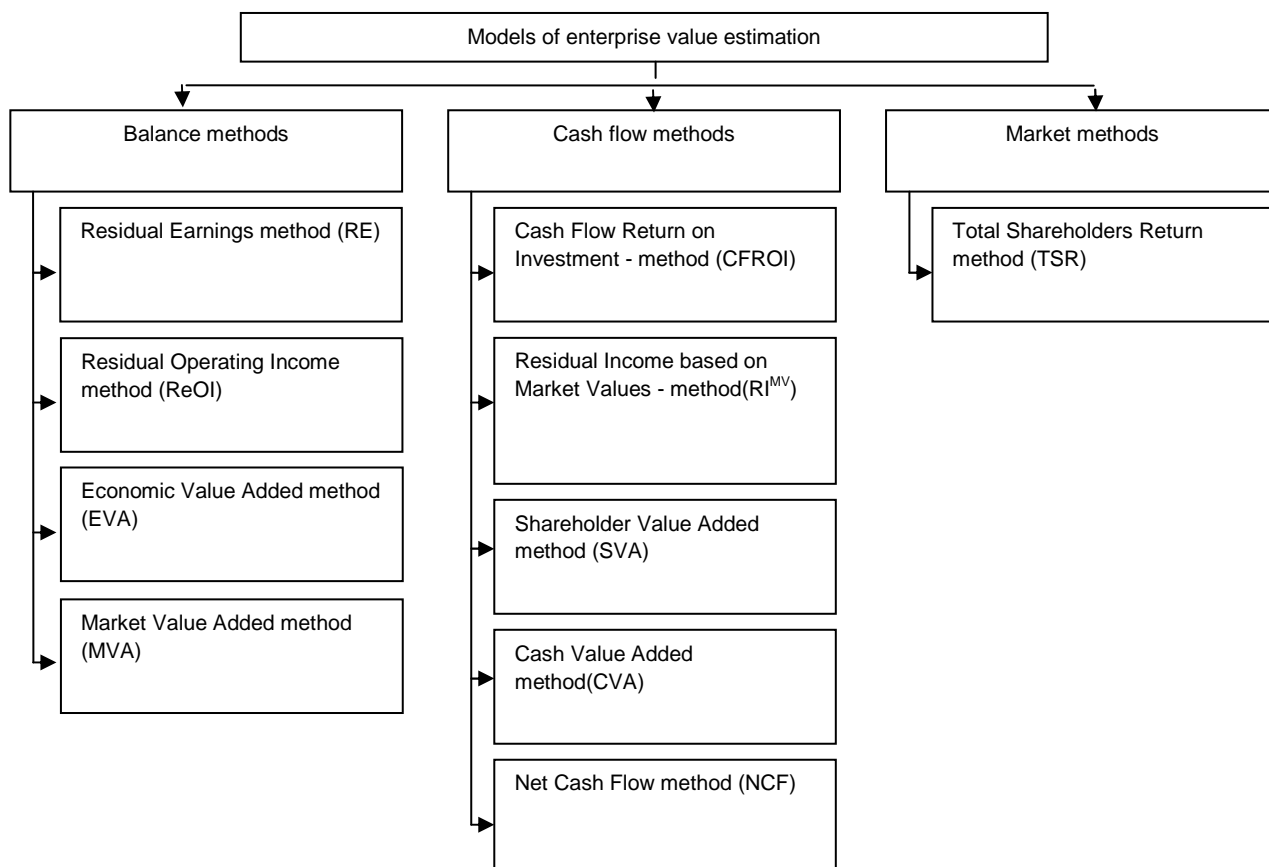 Models of enterprise value estimation
Balance methods
Cash flow methods
Market methods
Residual Earnings method (RE)
Residual Operating Income
method (ReOI)
Economic Value Added method
(EVA)
Market Value Added method
(MVA)
Cash Flow Return on
Investment - method (CFROI)
Residual Income based on
Market Values - method(RI^MV)
Shareholder Value Added
method (SVA)
Cash Value Added
method(CVA)
Net Cash Flow method (NCF)
Total Shareholders Return
method (TSR)